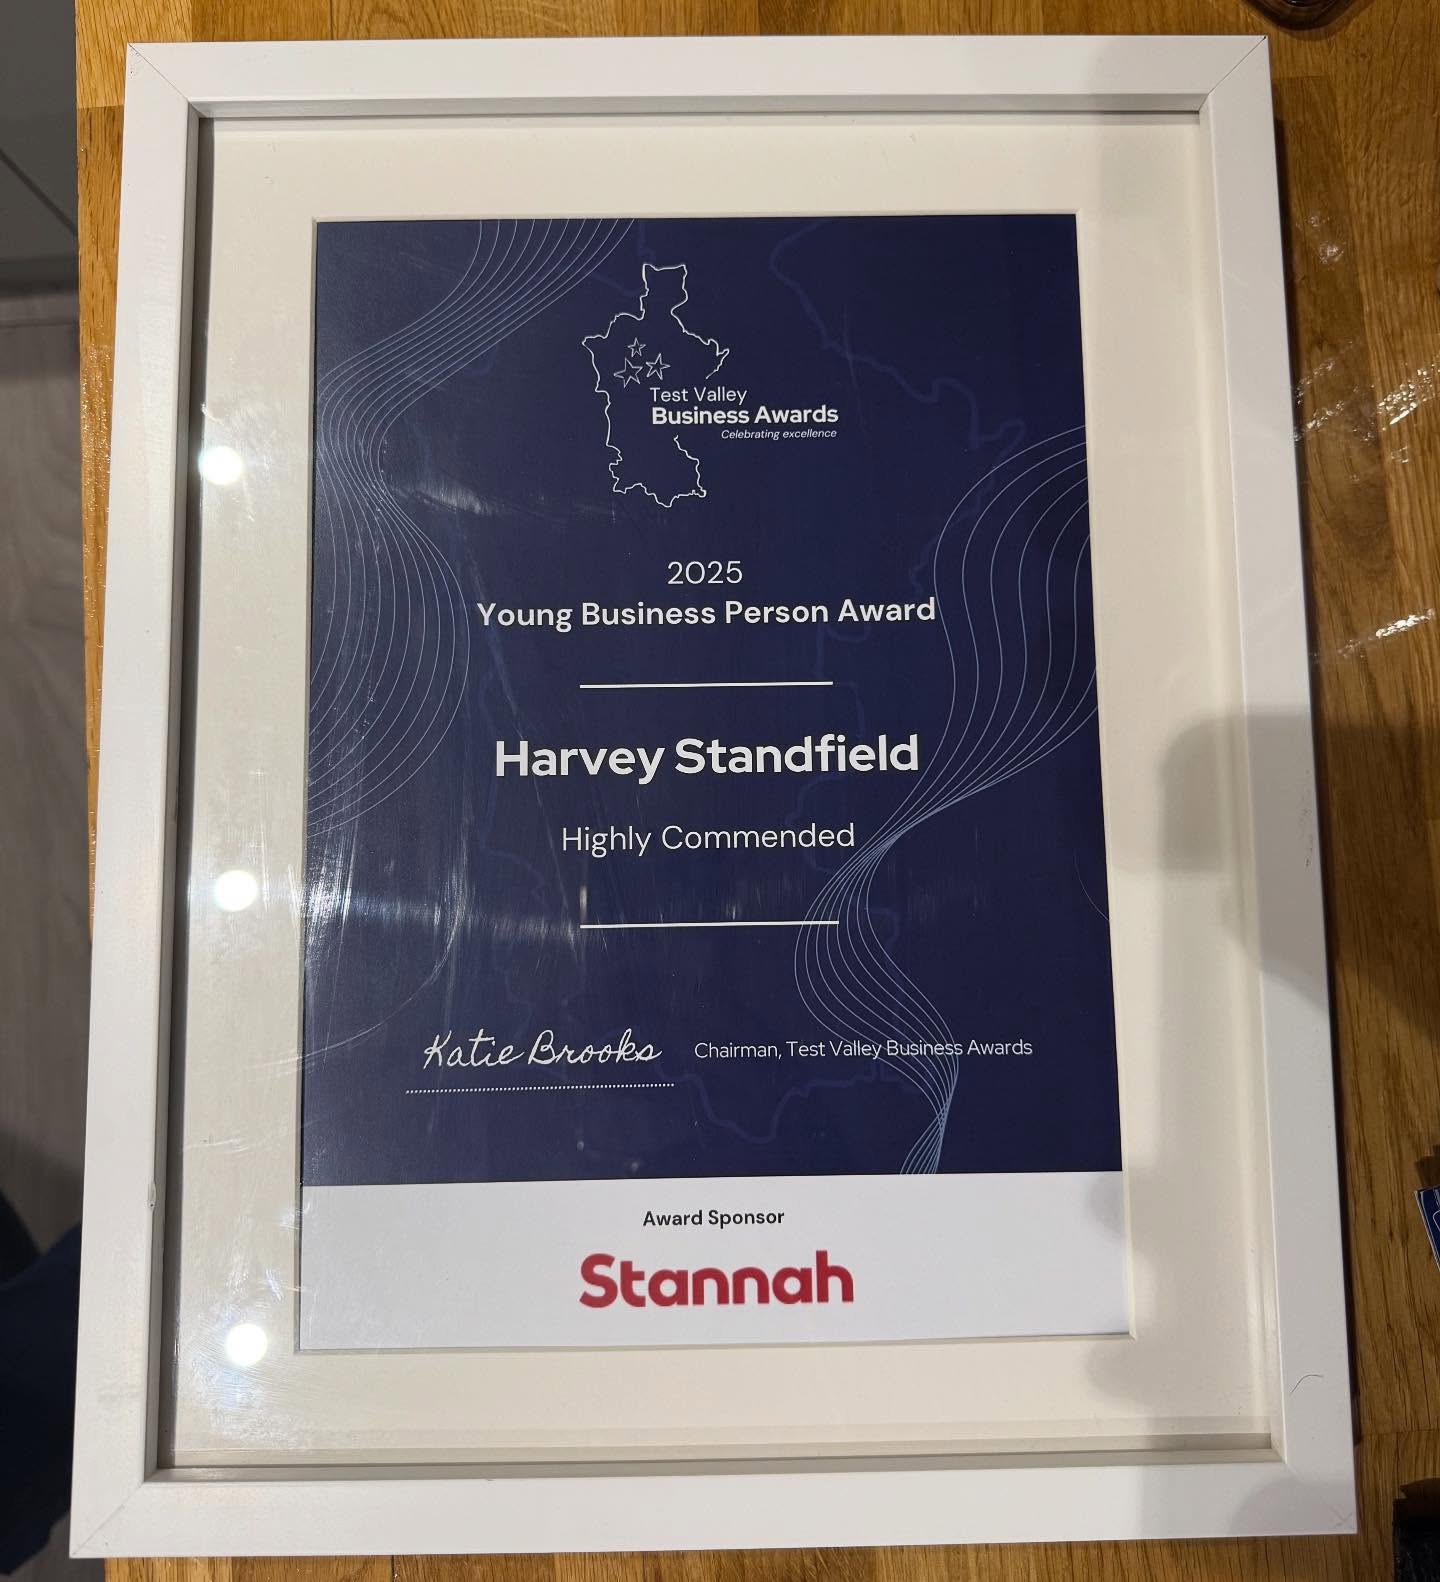 Test Valley
Business Awards
Celebrating excellence
2025
Young Business Person Award
Harvey Standfield
Highly Commended
Katie Brooks
Chairman, Test Valley Business Awards
Award Sponsor
Stannah